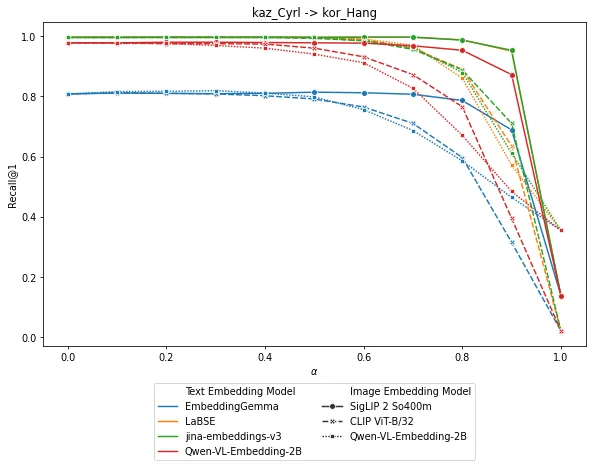 kaz_Cyrl -> kor_Hang
Recall@1
1.0
0.8
0.6
0.4
0.2
0.0
0.0 0.2 0.4 0.6 0.8 1.0
α
Text Embedding Model
EmbeddingGemma
LaBSE
jina-embeddings-v3
Qwen-VL-Embedding-2B
Image Embedding Model
SigLIP 2 So400m
CLIP ViT-B/32
Qwen-VL-Embedding-2B